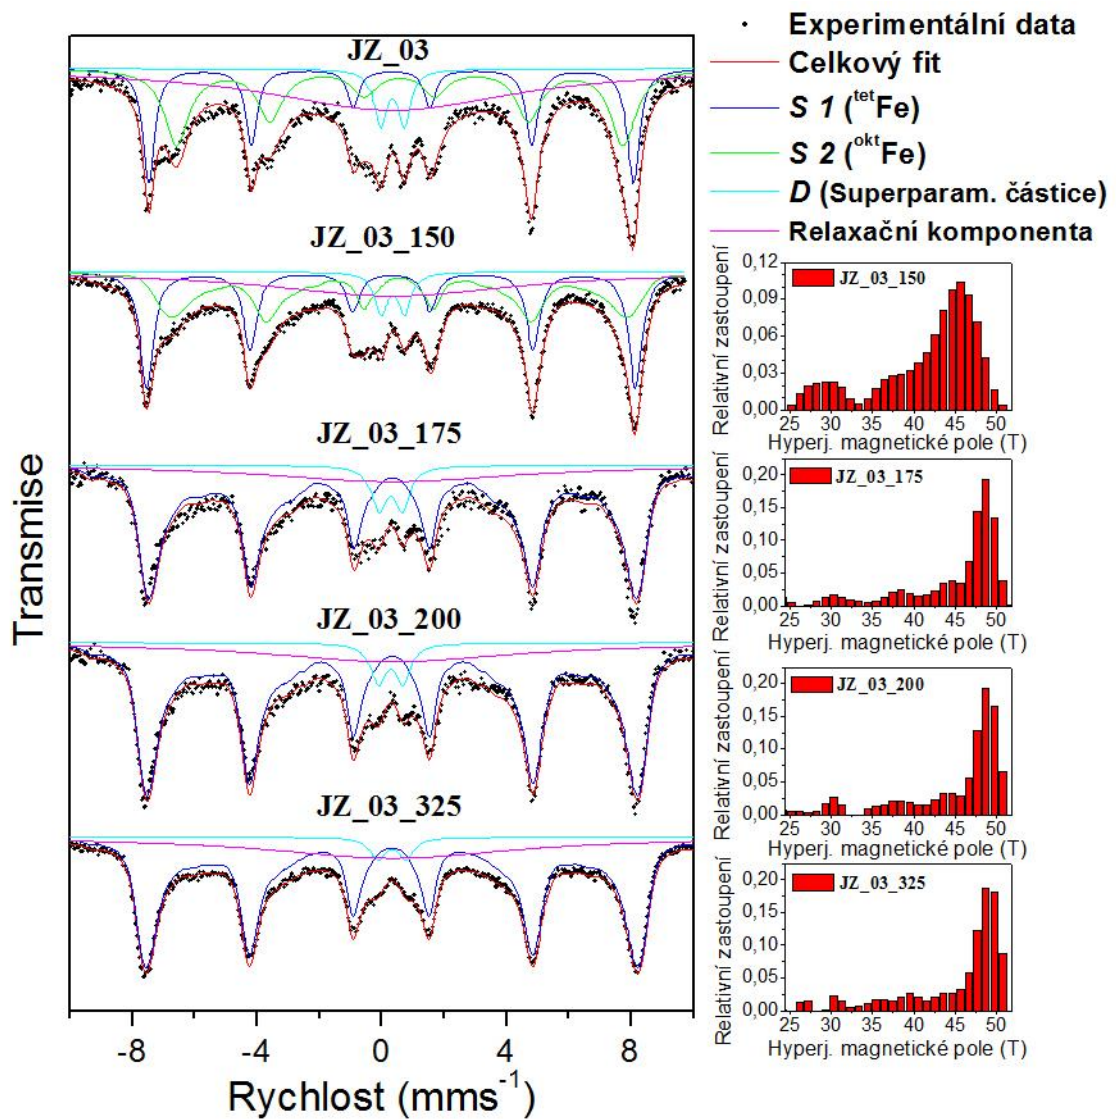 Experimentální data
Celkový fit
S 1 (tetFe)
S 2 (oktFe)
D (Superparam. částice)
Relaxační komponenta
JZ_03
JZ_03_150
JZ_03_175
JZ_03_200
JZ_03_325
Transmise
-8 -4 0 4 8
Rychlost (mms-1)
JZ_03_150
Relativní zastoupení
0,12
0,09
0,06
0,03
0,00
25 30 35 40 45 50
Hyperj. magnetické pole (T)
JZ_03_175
Relativní zastoupení
0,20
0,15
0,10
0,05
0,00
25 30 35 40 45 50
Hyperj. magnetické pole (T)
JZ_03_200
Relativní zastoupení
0,20
0,15
0,10
0,05
0,00
25 30 35 40 45 50
Hyperj. magnetické pole (T)
JZ_03_325
Relativní zastoupení
0,20
0,15
0,10
0,05
0,00
25 30 35 40 45 50
Hyperj. magnetické pole (T)